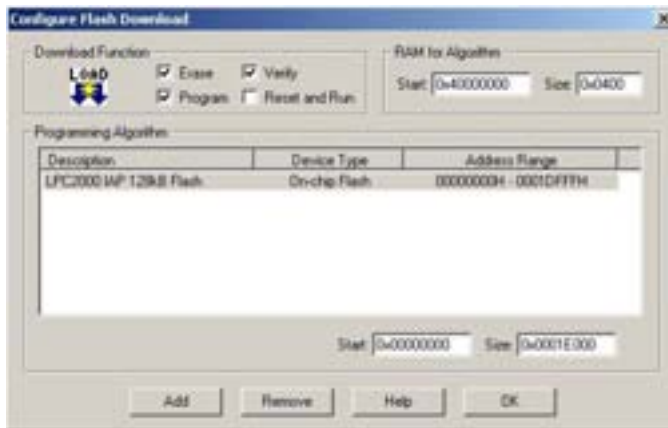 Configure Flash Download
Download Function
LOAD
Erase
Verify
Program
Reset and Run
RAM for Algorithm
Start: 0x40000000
Size: 0x0400
Programming Algorithm
Description Device Type Address Range
LPC2000 IAP 128kB Flash On-chip Flash 00000000H - 0001DFFFH
Start: 0x00000000 Size: 0x0001E000
Add Remove Help OK